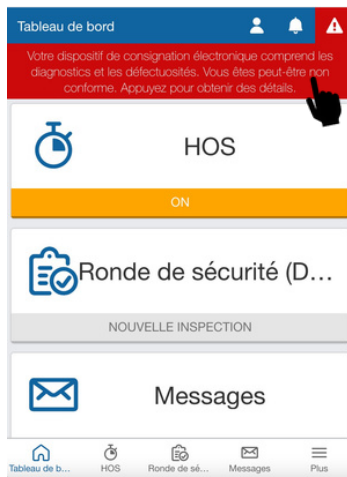 Tableau de bord
Votre dispositif de consignation électronique comprend les
diagnostics et les défectuosités. Vous êtes peut-être non
conforme. Appuyez pour obtenir des détails.
HOS
ON
Ronde de sécurité (D...
NOUVELLE INSPECTION
Messages
Tableau de b...
HOS
Ronde de sé...
Messages
Plus